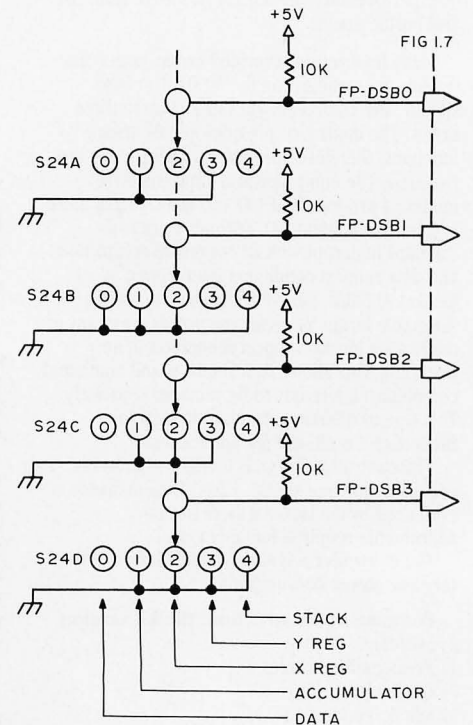 +5V
FIG 1.7
10K
FP-DSB0
S24A 0 1 2 3 4
+5V
10K
FP-DSB1
S24B 0 1 2 3 4
+5V
10K
FP-DSB2
S24C 0 1 2 3 4
+5V
10K
FP-DSB3
S24D 0 1 2 3 4
STACK
Y REG
X REG
ACCUMULATOR
DATA